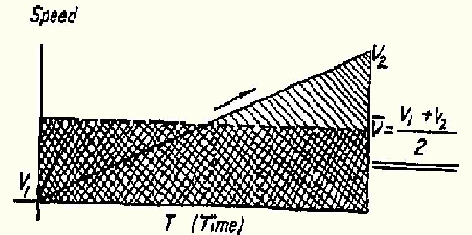 Speed
V₂
V̄ = (V₁ + V₂) / 2
V₁
T (Time)